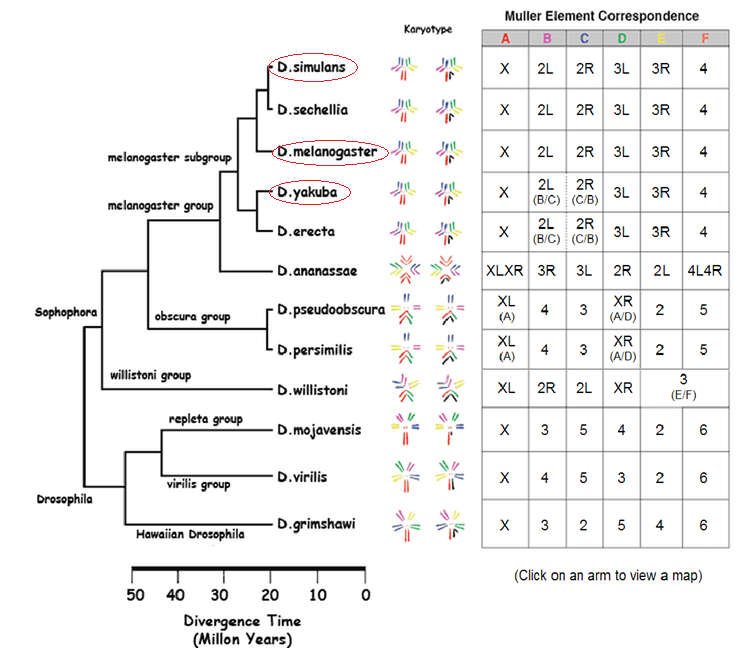 Muller Element Correspondence
Karyotype
A B C D E F
D.simulans X 2L 2R 3L 3R 4
D.sechellia X 2L 2R 3L 3R 4
D.melanogaster X 2L 2R 3L 3R 4
melanogaster subgroup
D.yakuba X 2L (B/C) 2R (C/B) 3L 3R 4
melanogaster group
D.erecta X 2L (B/C) 2R (C/B) 3L 3R 4
D.ananassae XLXR 3R 3L 2R 2L 4L4R
Sophophora
D.pseudoobscura XL (A) 4 3 XR (A/D) 2 5
obscura group
D.persimilis XL (A) 4 3 XR (A/D) 2 5
willistoni group
D.willistoni XL 2R 2L XR 3 (E/F)
repleta group
D.mojavensis X 3 5 4 2 6
D.virilis X 4 5 3 2 6
virilis group
Drosophila
D.grimshawi X 3 2 5 4 6
Hawaiian Drosophila
(Click on an arm to view a map)
50 40 30 20 10 0
Divergence Time
(Millon Years)